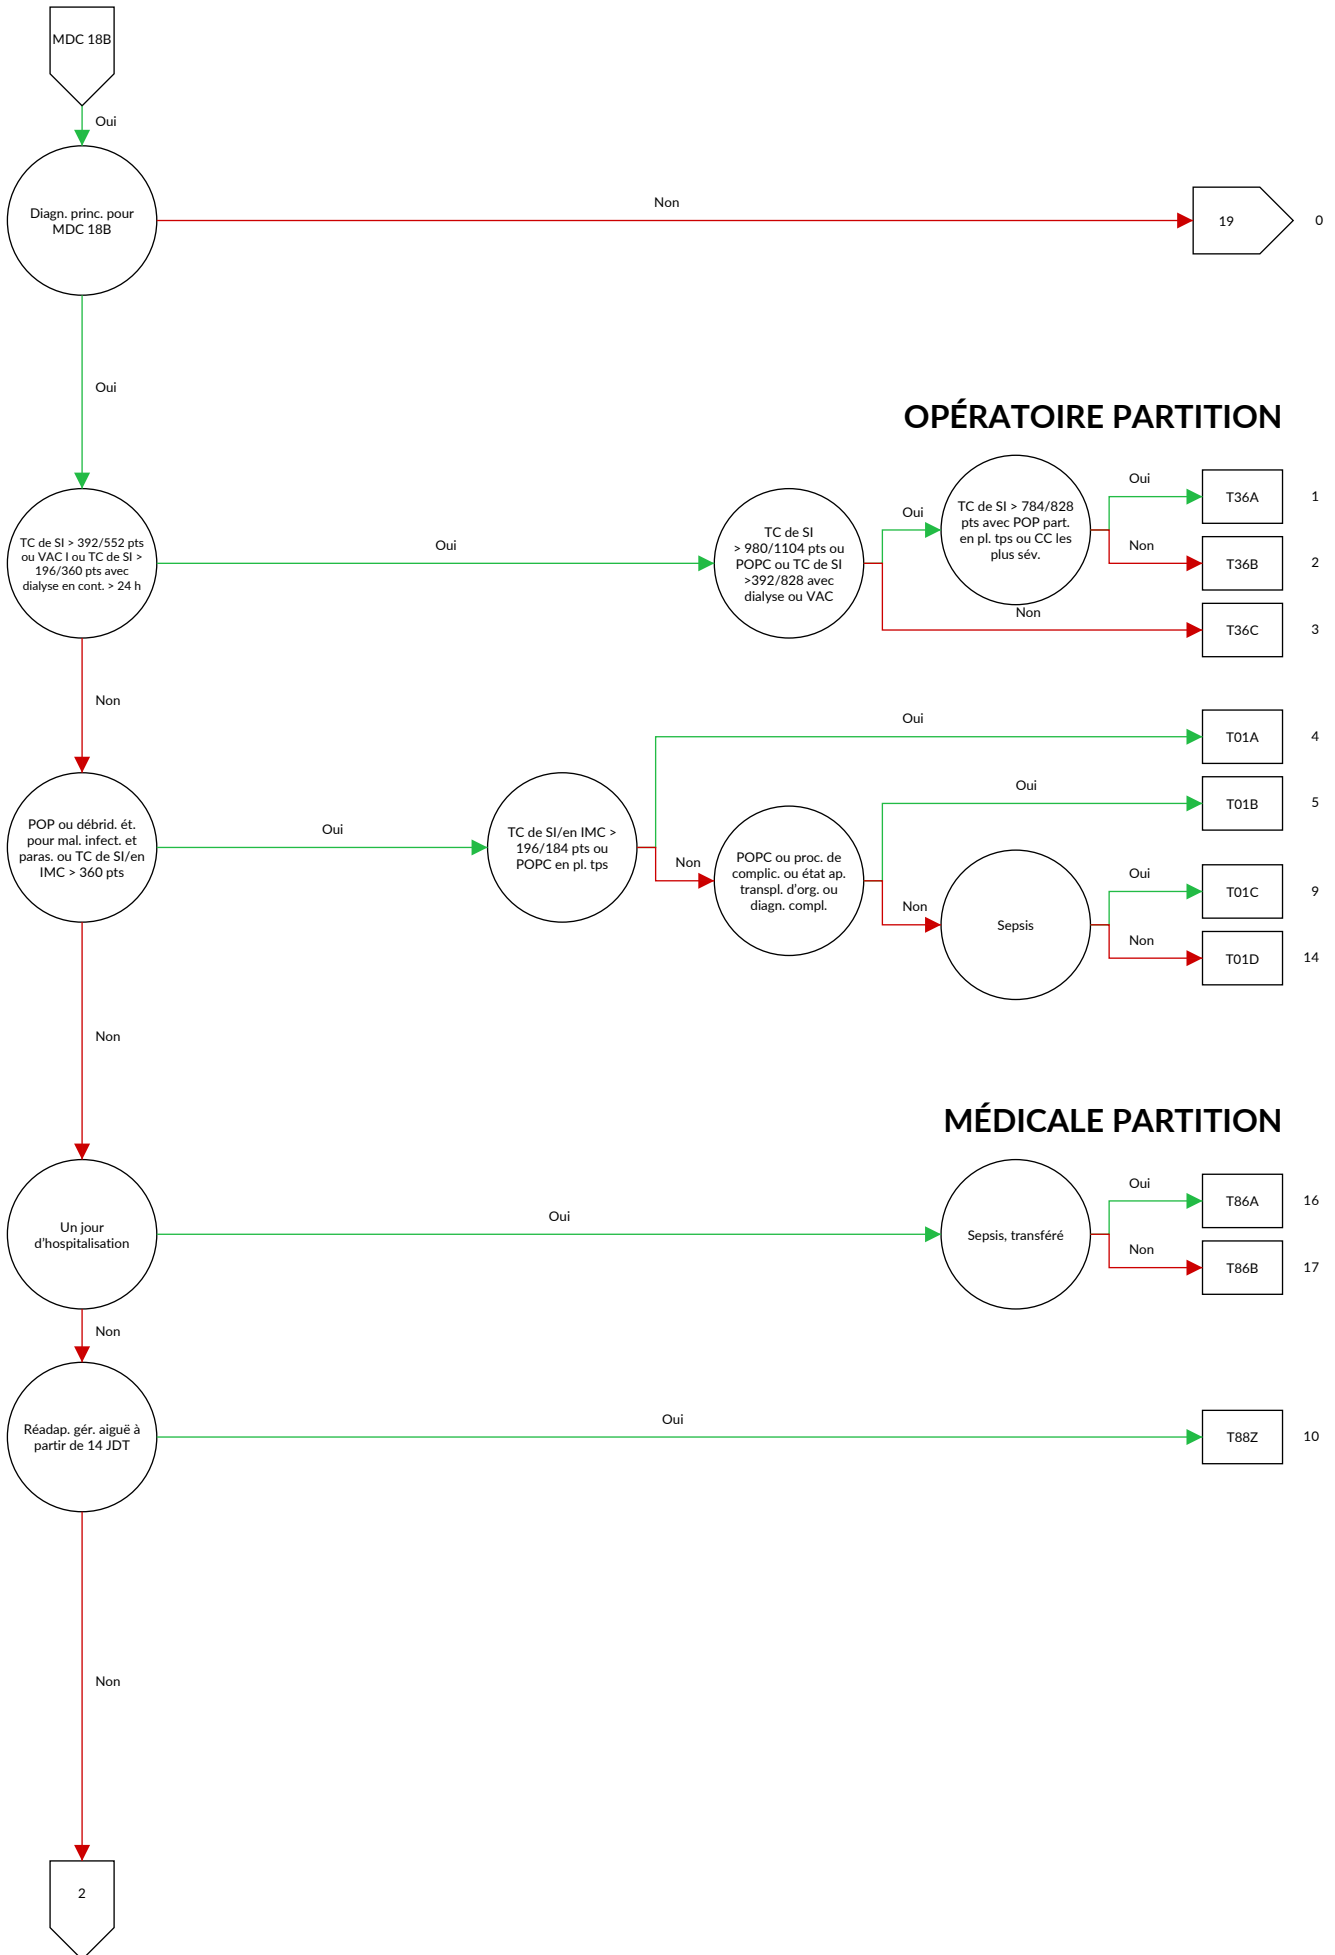 MDC 18B
Oui
Diagn. princ. pour
MDC 18B
Non
19
0
Oui
OPÉRATOIRE PARTITION
TC de SI > 392/552 pts
ou VAC I ou TC de SI >
196/360 pts avec
dialyse en cont. > 24 h
Oui
TC de SI
> 980/1104 pts ou
POPC ou TC de SI
>392/828 avec
dialyse ou VAC
Oui
TC de SI > 784/828
pts avec POP part.
en pl. tps ou CC les
plus sév.
Oui
T36A
1
Non
T36B
2
Non
T36C
3
Non
POP ou débrid. ét.
pour mal. infect. et
paras. ou TC de SI/en
IMC > 360 pts
Oui
TC de SI/en IMC >
196/184 pts ou
POPC en pl. tps
Oui
T01A
4
Non
POPC ou proc. de
complic. ou état ap.
transpl. d'org. ou
diagn. compl.
Oui
T01B
5
Non
Sepsis
Oui
T01C
9
Non
T01D
14
Non
MÉDICALE PARTITION
Un jour
d'hospitalisation
Oui
Sepsis, transféré
Oui
T86A
16
Non
T86B
17
Non
Réadap. gér. aiguë à
partir de 14 JDT
Oui
T88Z
10
Non
2